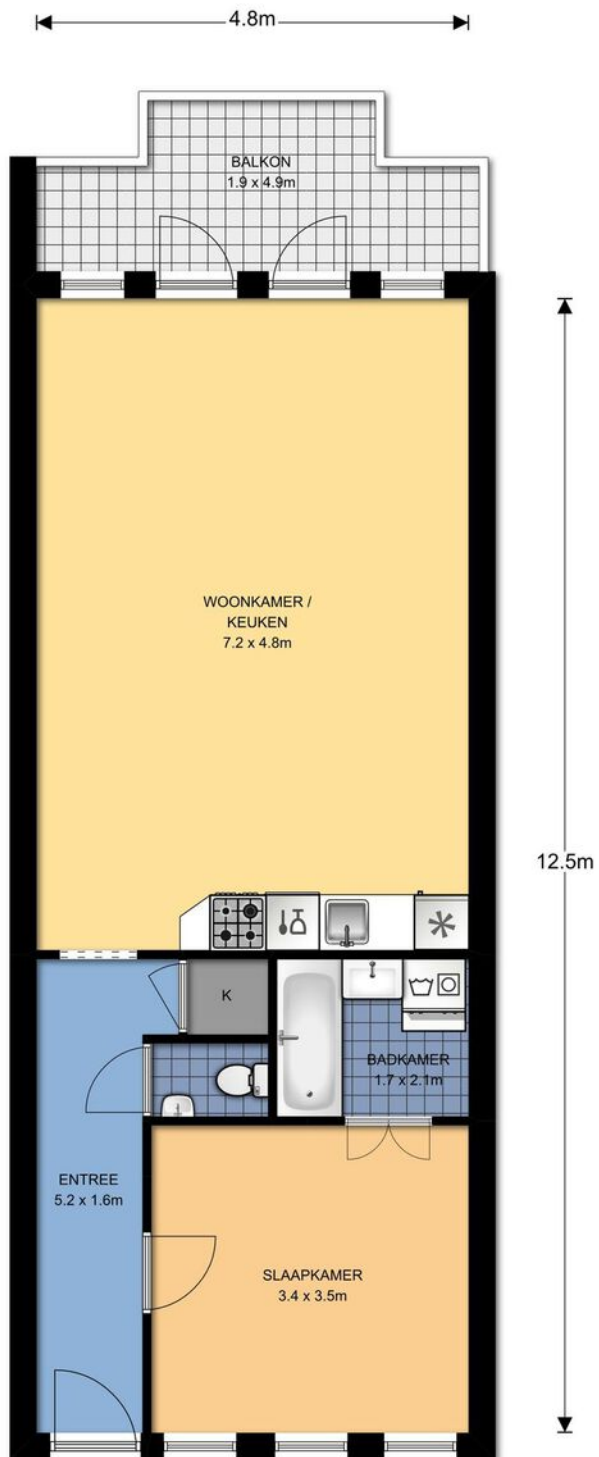 4.8m
BALKON
1.9 x 4.9m
WOONKAMER /
KEUKEN
7.2 x 4.8m
12.5m
K
BADKAMER
1.7 x 2.1m
ENTREE
5.2 x 1.6m
SLAAPKAMER
3.4 x 3.5m